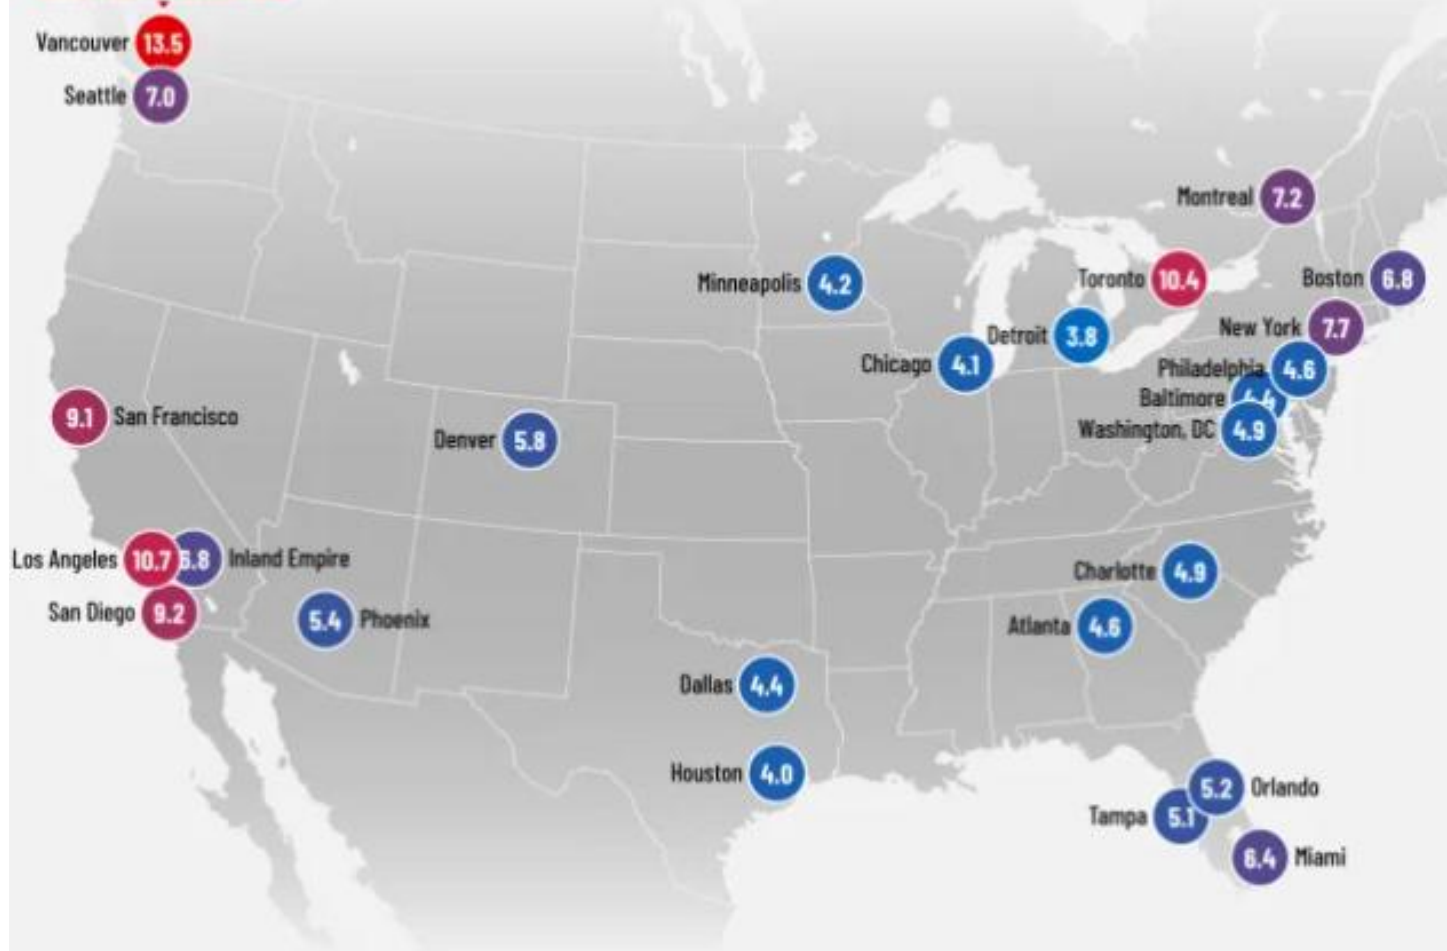 Vancouver 13.5
Seattle 7.0
Montreal 7.2
Minneapolis 4.2
Toronto 10.4
Boston 6.8
New York 7.7
Detroit 3.8
Chicago 4.1
Philadelphia 4.6
Baltimore 4.4
9.1 San Francisco
Washington, DC 4.9
Denver 5.8
Los Angeles 10.7
6.8 Inland Empire
Charlotte 4.9
San Diego 9.2
5.4 Phoenix
Atlanta 4.6
Dallas 4.4
Houston 4.0
5.2 Orlando
Tampa 5.1
6.4 Miami